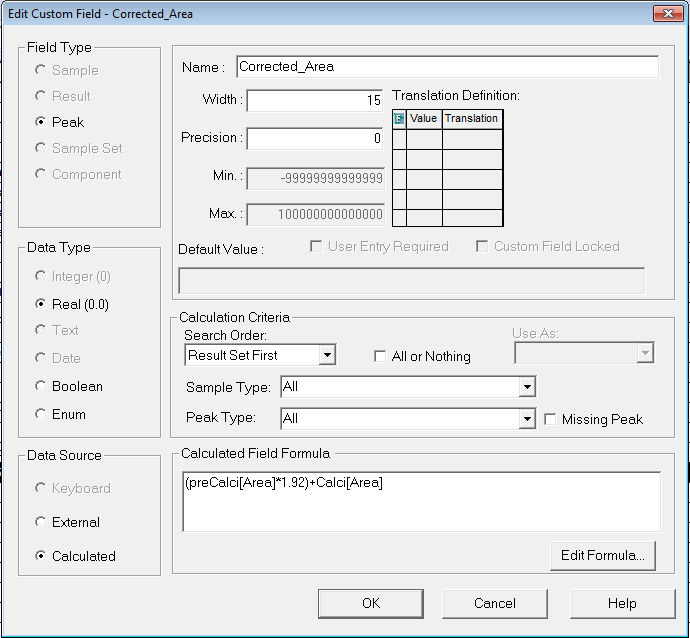 Edit Custom Field - Corrected_Area
Field Type
Sample
Result
Peak
Sample Set
Component
Name : Corrected_Area
Width : 15
Precision : 0
Min. : -99999999999999
Max. : 100000000000000
Translation Definition:
Value Translation
Default Value : User Entry Required Custom Field Locked
Data Type
Integer (0)
Real (0.0)
Text
Date
Boolean
Enum
Calculation Criteria
Search Order: Use As:
Result Set First All or Nothing
Sample Type: All
Peak Type: All Missing Peak
Data Source
Keyboard
External
Calculated
Calculated Field Formula
(preCalci[Area]*1.92)+Calci[Area]
Edit Formula...
OK Cancel Help